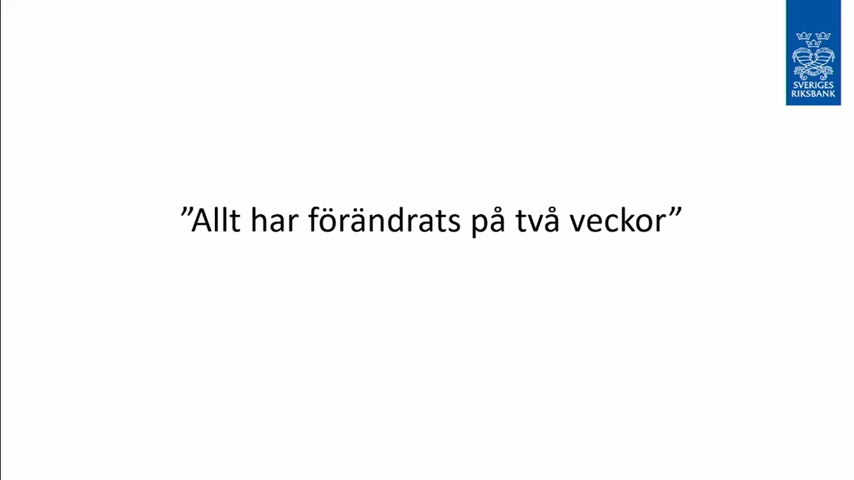 SVERIGES
RIKSBANK
”Allt har förändrats på två veckor”